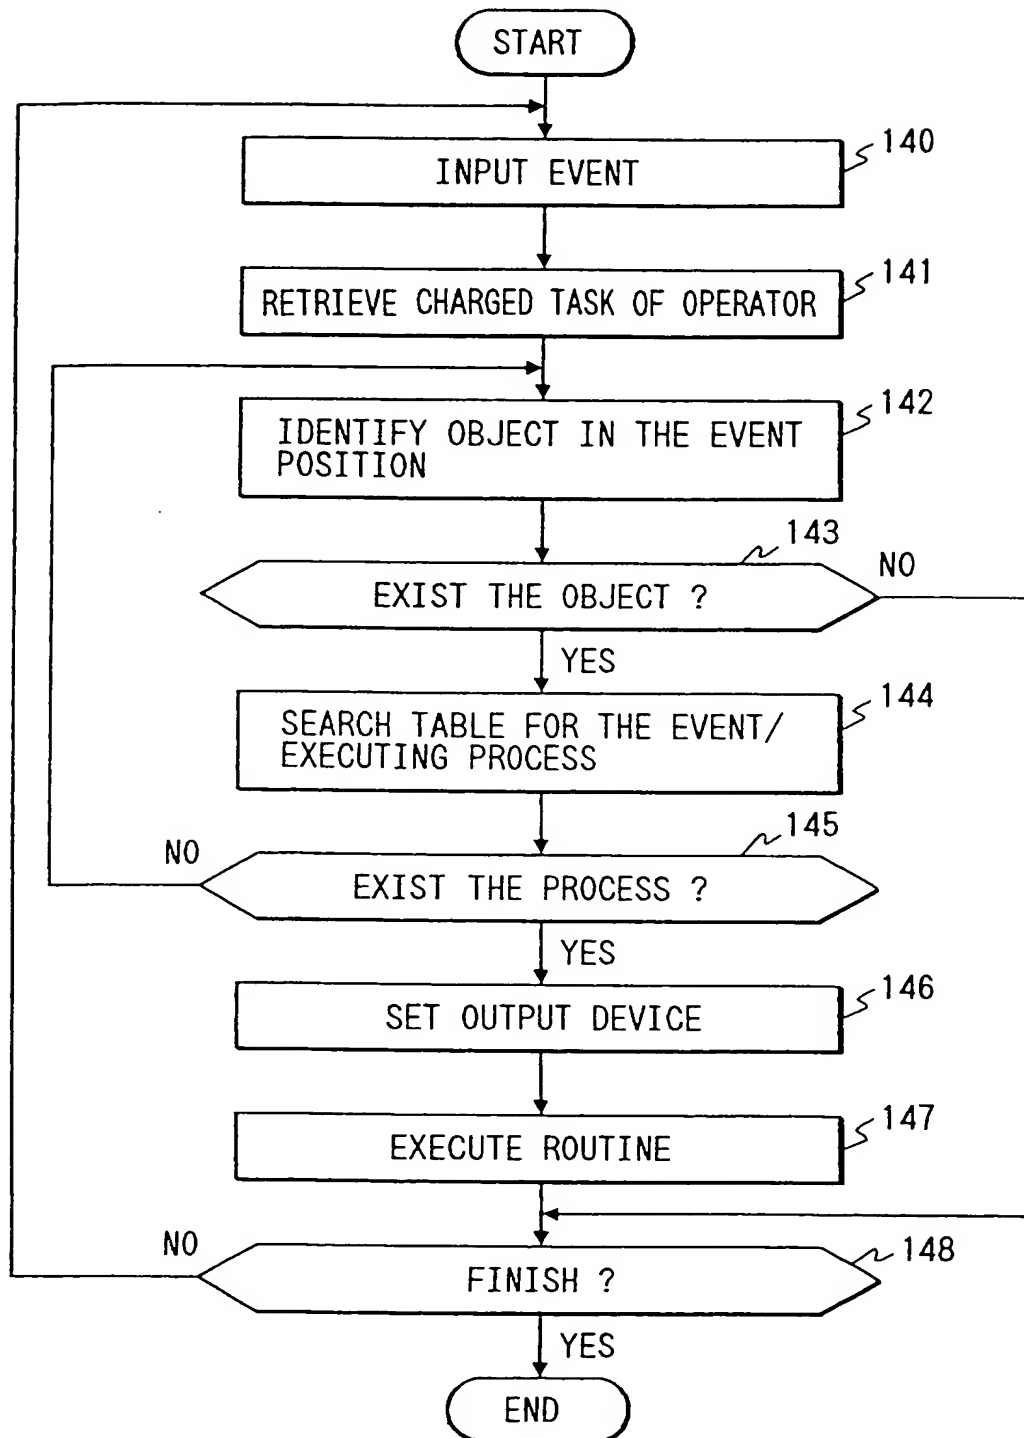 START
140
INPUT EVENT
141
RETRIEVE CHARGED TASK OF OPERATOR
142
IDENTIFY OBJECT IN THE EVENT
POSITION
143
NO
EXIST THE OBJECT ?
YES
144
SEARCH TABLE FOR THE EVENT/
EXECUTING PROCESS
145
NO
EXIST THE PROCESS ?
YES
146
SET OUTPUT DEVICE
147
EXECUTE ROUTINE
NO
148
FINISH ?
YES
END